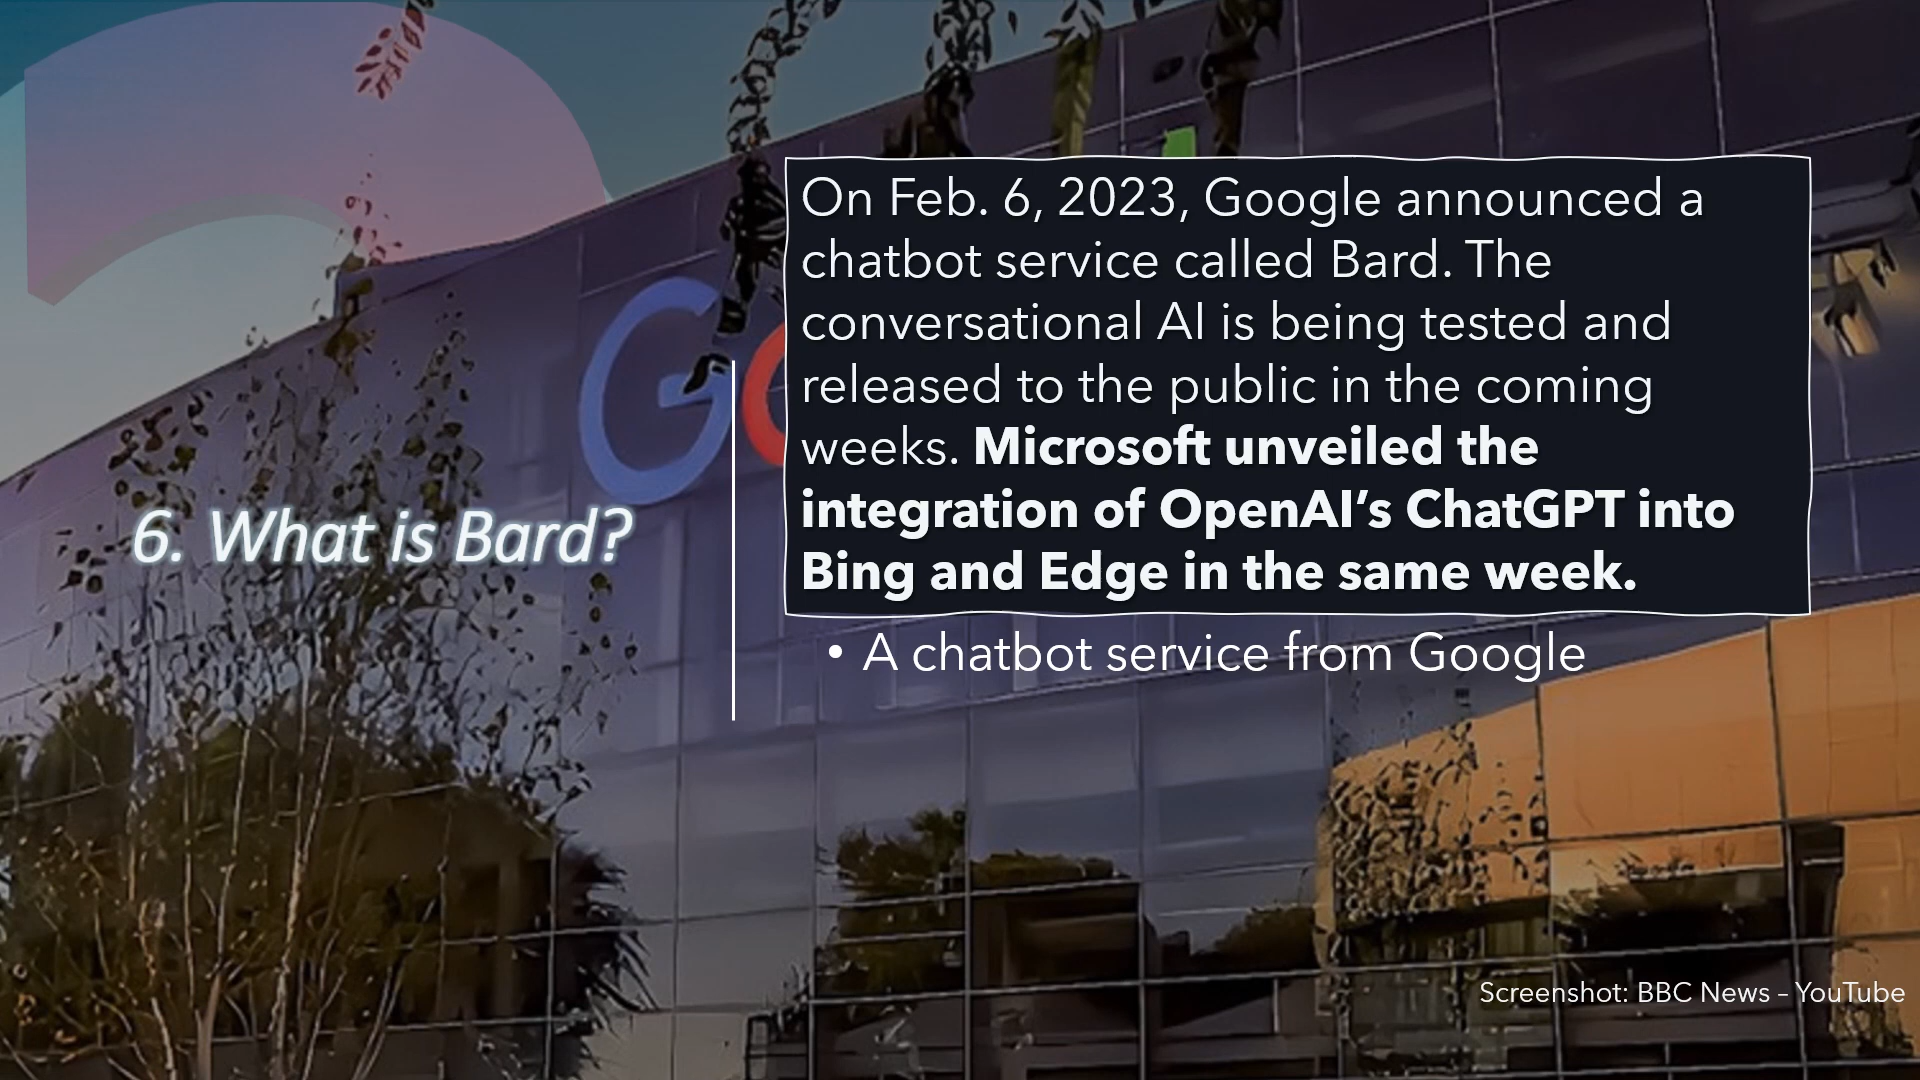 6. What is Bard?
On Feb. 6, 2023, Google announced a
chatbot service called Bard. The
conversational AI is being tested and
released to the public in the coming
weeks. Microsoft unveiled the
integration of OpenAI’s ChatGPT into
Bing and Edge in the same week.
• A chatbot service from Google
Screenshot: BBC News – YouTube